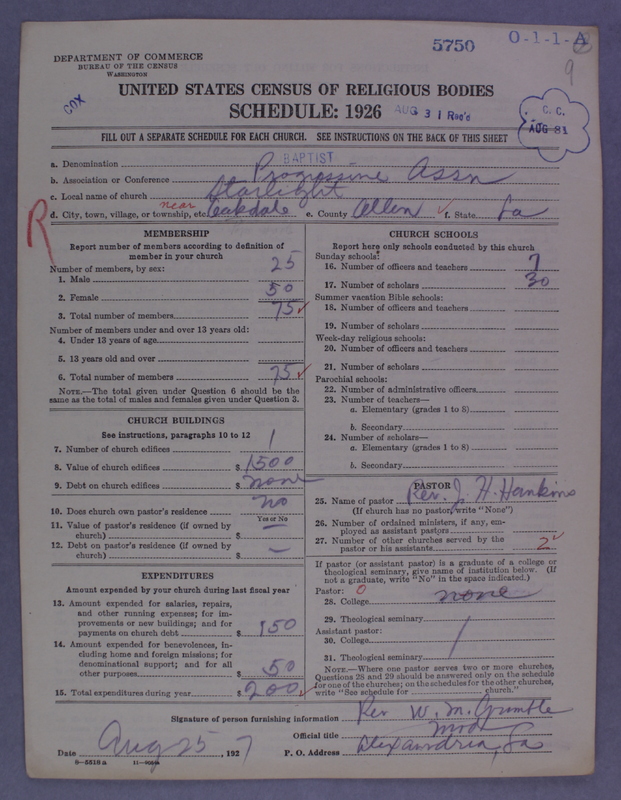 5750
O-1-1-A
9
DEPARTMENT OF COMMERCE
BUREAU OF THE CENSUS
WASHINGTON
COX
UNITED STATES CENSUS OF RELIGIOUS BODIES
SCHEDULE: 1926
AUG 31 Rec'd
C. C.
AUG 31
FILL OUT A SEPARATE SCHEDULE FOR EACH CHURCH. SEE INSTRUCTIONS ON THE BACK OF THIS SHEET
a. Denomination BAPTIST
b. Association or Conference Progressive Assn
c. Local name of church Starlight
d. City, town, village, or township, etc. near Oakdale e. County Allen ✓ f. State La
R
MEMBERSHIP
Report number of members according to definition of
member in your church
Number of members, by sex:
1. Male 25
2. Female 50
3. Total number of members 75 ✓
Number of members under and over 13 years old:
4. Under 13 years of age
5. 13 years old and over
6. Total number of members 75 ✓
NOTE.—The total given under Question 6 should be
same as the total of males and females given under Question 3.
CHURCH BUILDINGS
See instructions, paragraphs 10 to 12
7. Number of church edifices 1
8. Value of church edifices $ 1500
9. Debt on church edifices $ none
10. Does church own pastor's residence no
Yes or No
11. Value of pastor's residence (if owned by
church) $ —
12. Debt on pastor's residence (if owned by
church) $ —
EXPENDITURES
Amount expended by your church during last fiscal year
13. Amount expended for salaries, repairs,
and other running expenses; for im-
provements or new buildings; and for
payments on church debt $ 150
14. Amount expended for benevolences, in-
cluding home and foreign missions; for
denominational support; and for all
other purposes $ 50
15. Total expenditures during year $ 200 ✓
CHURCH SCHOOLS
Report here only schools conducted by this church
Sunday schools:
16. Number of officers and teachers 7
17. Number of scholars 30
Summer vacation Bible schools:
18. Number of officers and teachers
19. Number of scholars
Week-day religious schools:
20. Number of officers and teachers
21. Number of scholars
Parochial schools:
22. Number of administrative officers
23. Number of teachers—
a. Elementary (grades 1 to 8)
b. Secondary
24. Number of scholars—
a. Elementary (grades 1 to 8)
b. Secondary
PASTOR
25. Name of pastor Rev. J. H. Hankins
(If church has no pastor, write "None")
26. Number of ordained ministers, if any, em-
ployed as assistant pastors
27. Number of other churches served by the
pastor or his assistants 2 ✓
If pastor (or assistant pastor) is a graduate of a college or
theological seminary, give name of institution below. (If
not a graduate, write "No" in the space indicated.)
Pastor: 0
28. College none
29. Theological seminary
Assistant pastor:
30. College
31. Theological seminary
NOTE.—Where one pastor serves two or more churches,
Questions 28 and 29 should be answered only on the schedule
for one of the churches; on the schedules for the other churches,
write "See schedule for church."
Signature of person furnishing information Rev W. M. Gamble
Official title Mod
Date Aug 25, 1927 P. O. Address Alexandria, La
8-5518a